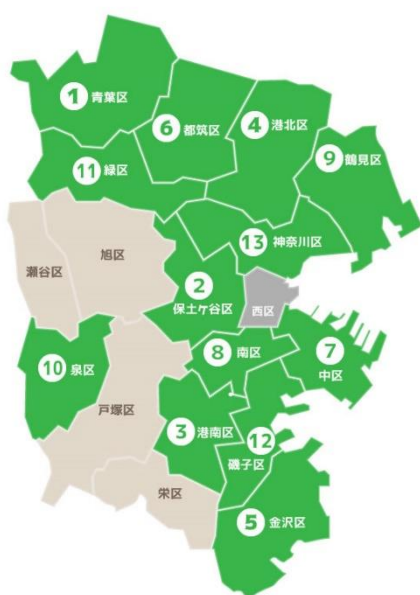 1 青葉区
6 都筑区
4 港北区
9 鶴見区
11 緑区
13 神奈川区
旭区
瀬谷区
2
保土ケ谷区
西区
8 南区
7
中区
10 泉区
戸塚区
3 港南区
12
磯子区
栄区
5 金沢区